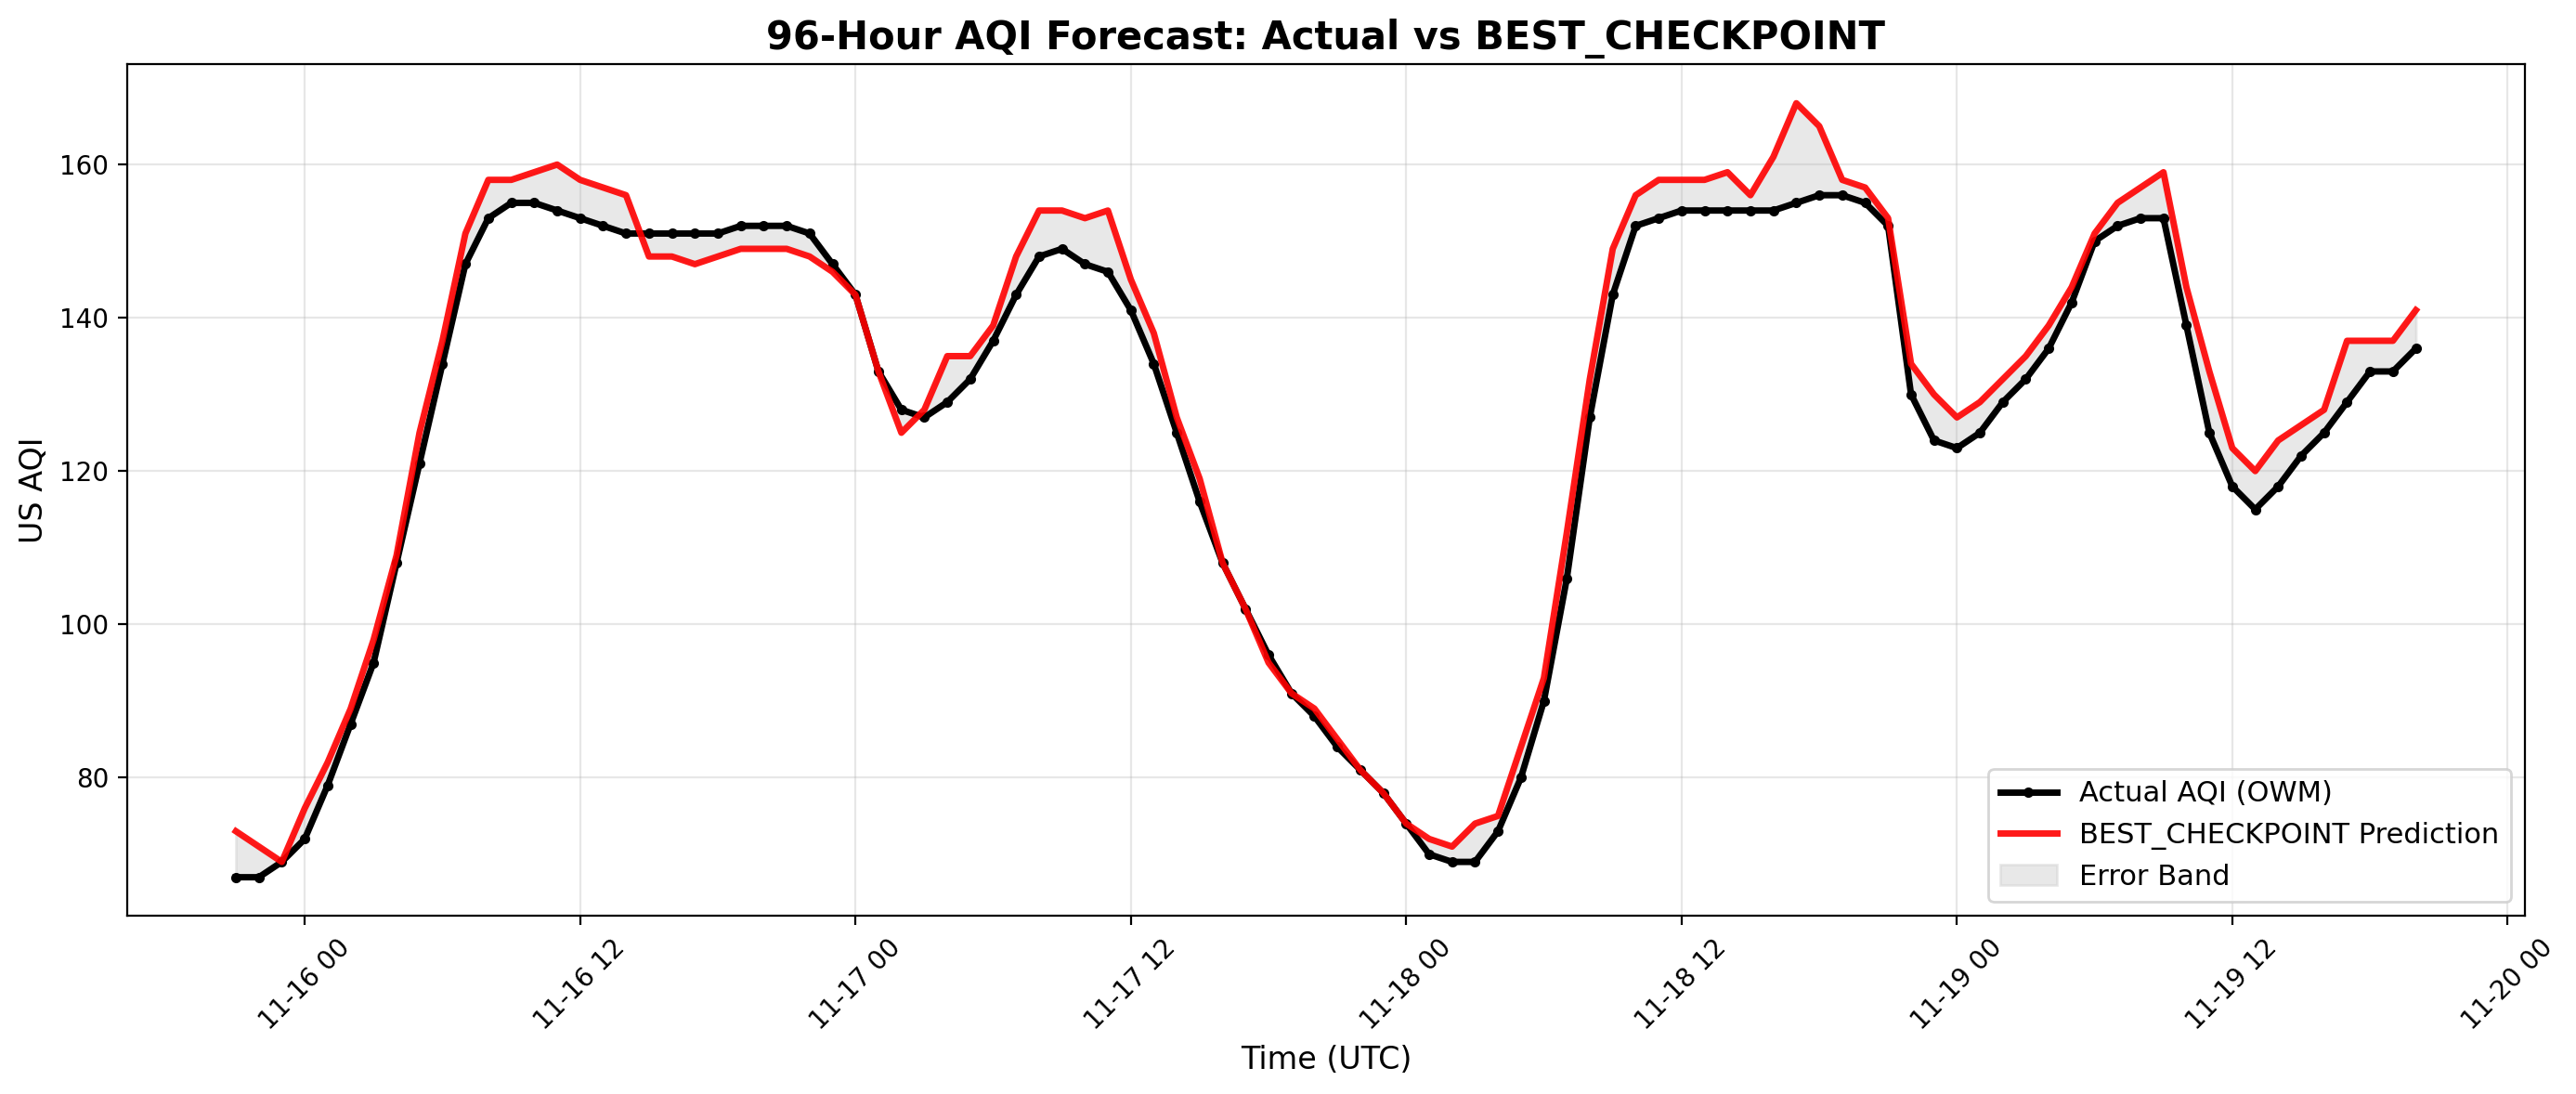 96-Hour AQI Forecast: Actual vs BEST_CHECKPOINT
US AQI
160
140
120
100
80
Actual AQI (OWM)
BEST_CHECKPOINT Prediction
Error Band
11-16 00
11-16 12
11-17 00
11-17 12
11-18 00
11-18 12
11-19 00
11-19 12
11-20 00
Time (UTC)